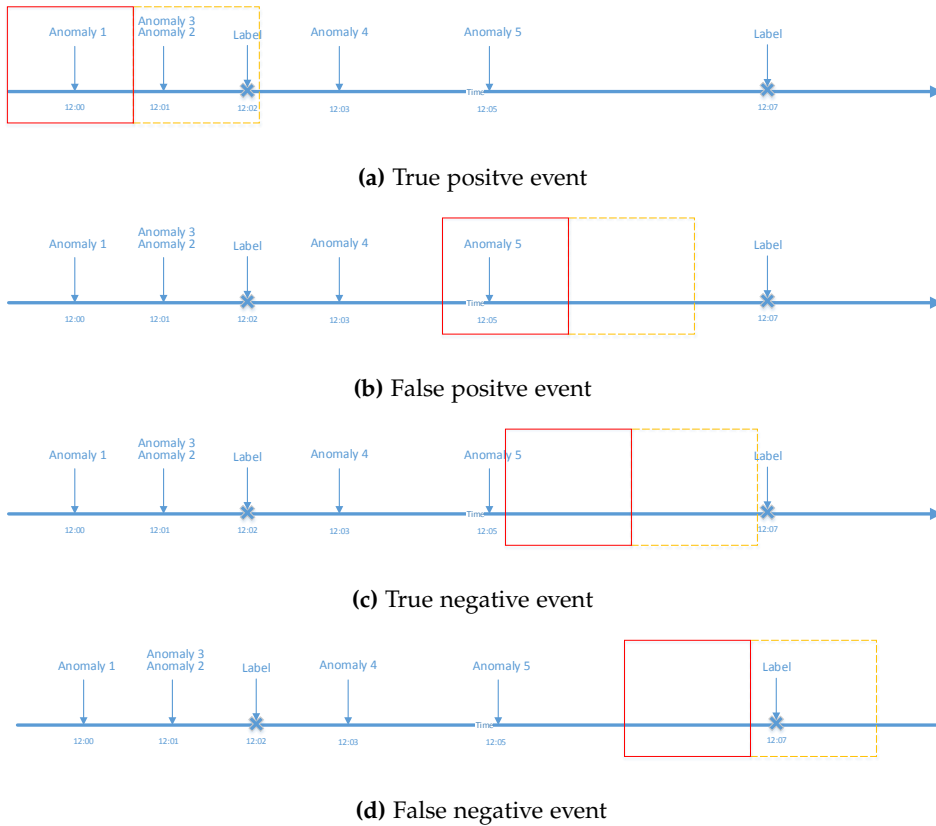 Anomaly 3
Anomaly 1 Anomaly 2 Label Anomaly 4 Anomaly 5 Label
Time
12:00 12:01 12:02 12:03 12:05 12:07
(a) True positve event
Anomaly 3
Anomaly 1 Anomaly 2 Label Anomaly 4 Anomaly 5 Label
Time
12:00 12:01 12:02 12:03 12:05 12:07
(b) False positve event
Anomaly 3
Anomaly 1 Anomaly 2 Label Anomaly 4 Anomaly 5 Label
Time
12:00 12:01 12:02 12:03 12:05 12:07
(c) True negative event
Anomaly 3
Anomaly 1 Anomaly 2 Label Anomaly 4 Anomaly 5 Label
Time
12:00 12:01 12:02 12:03 12:05 12:07
(d) False negative event